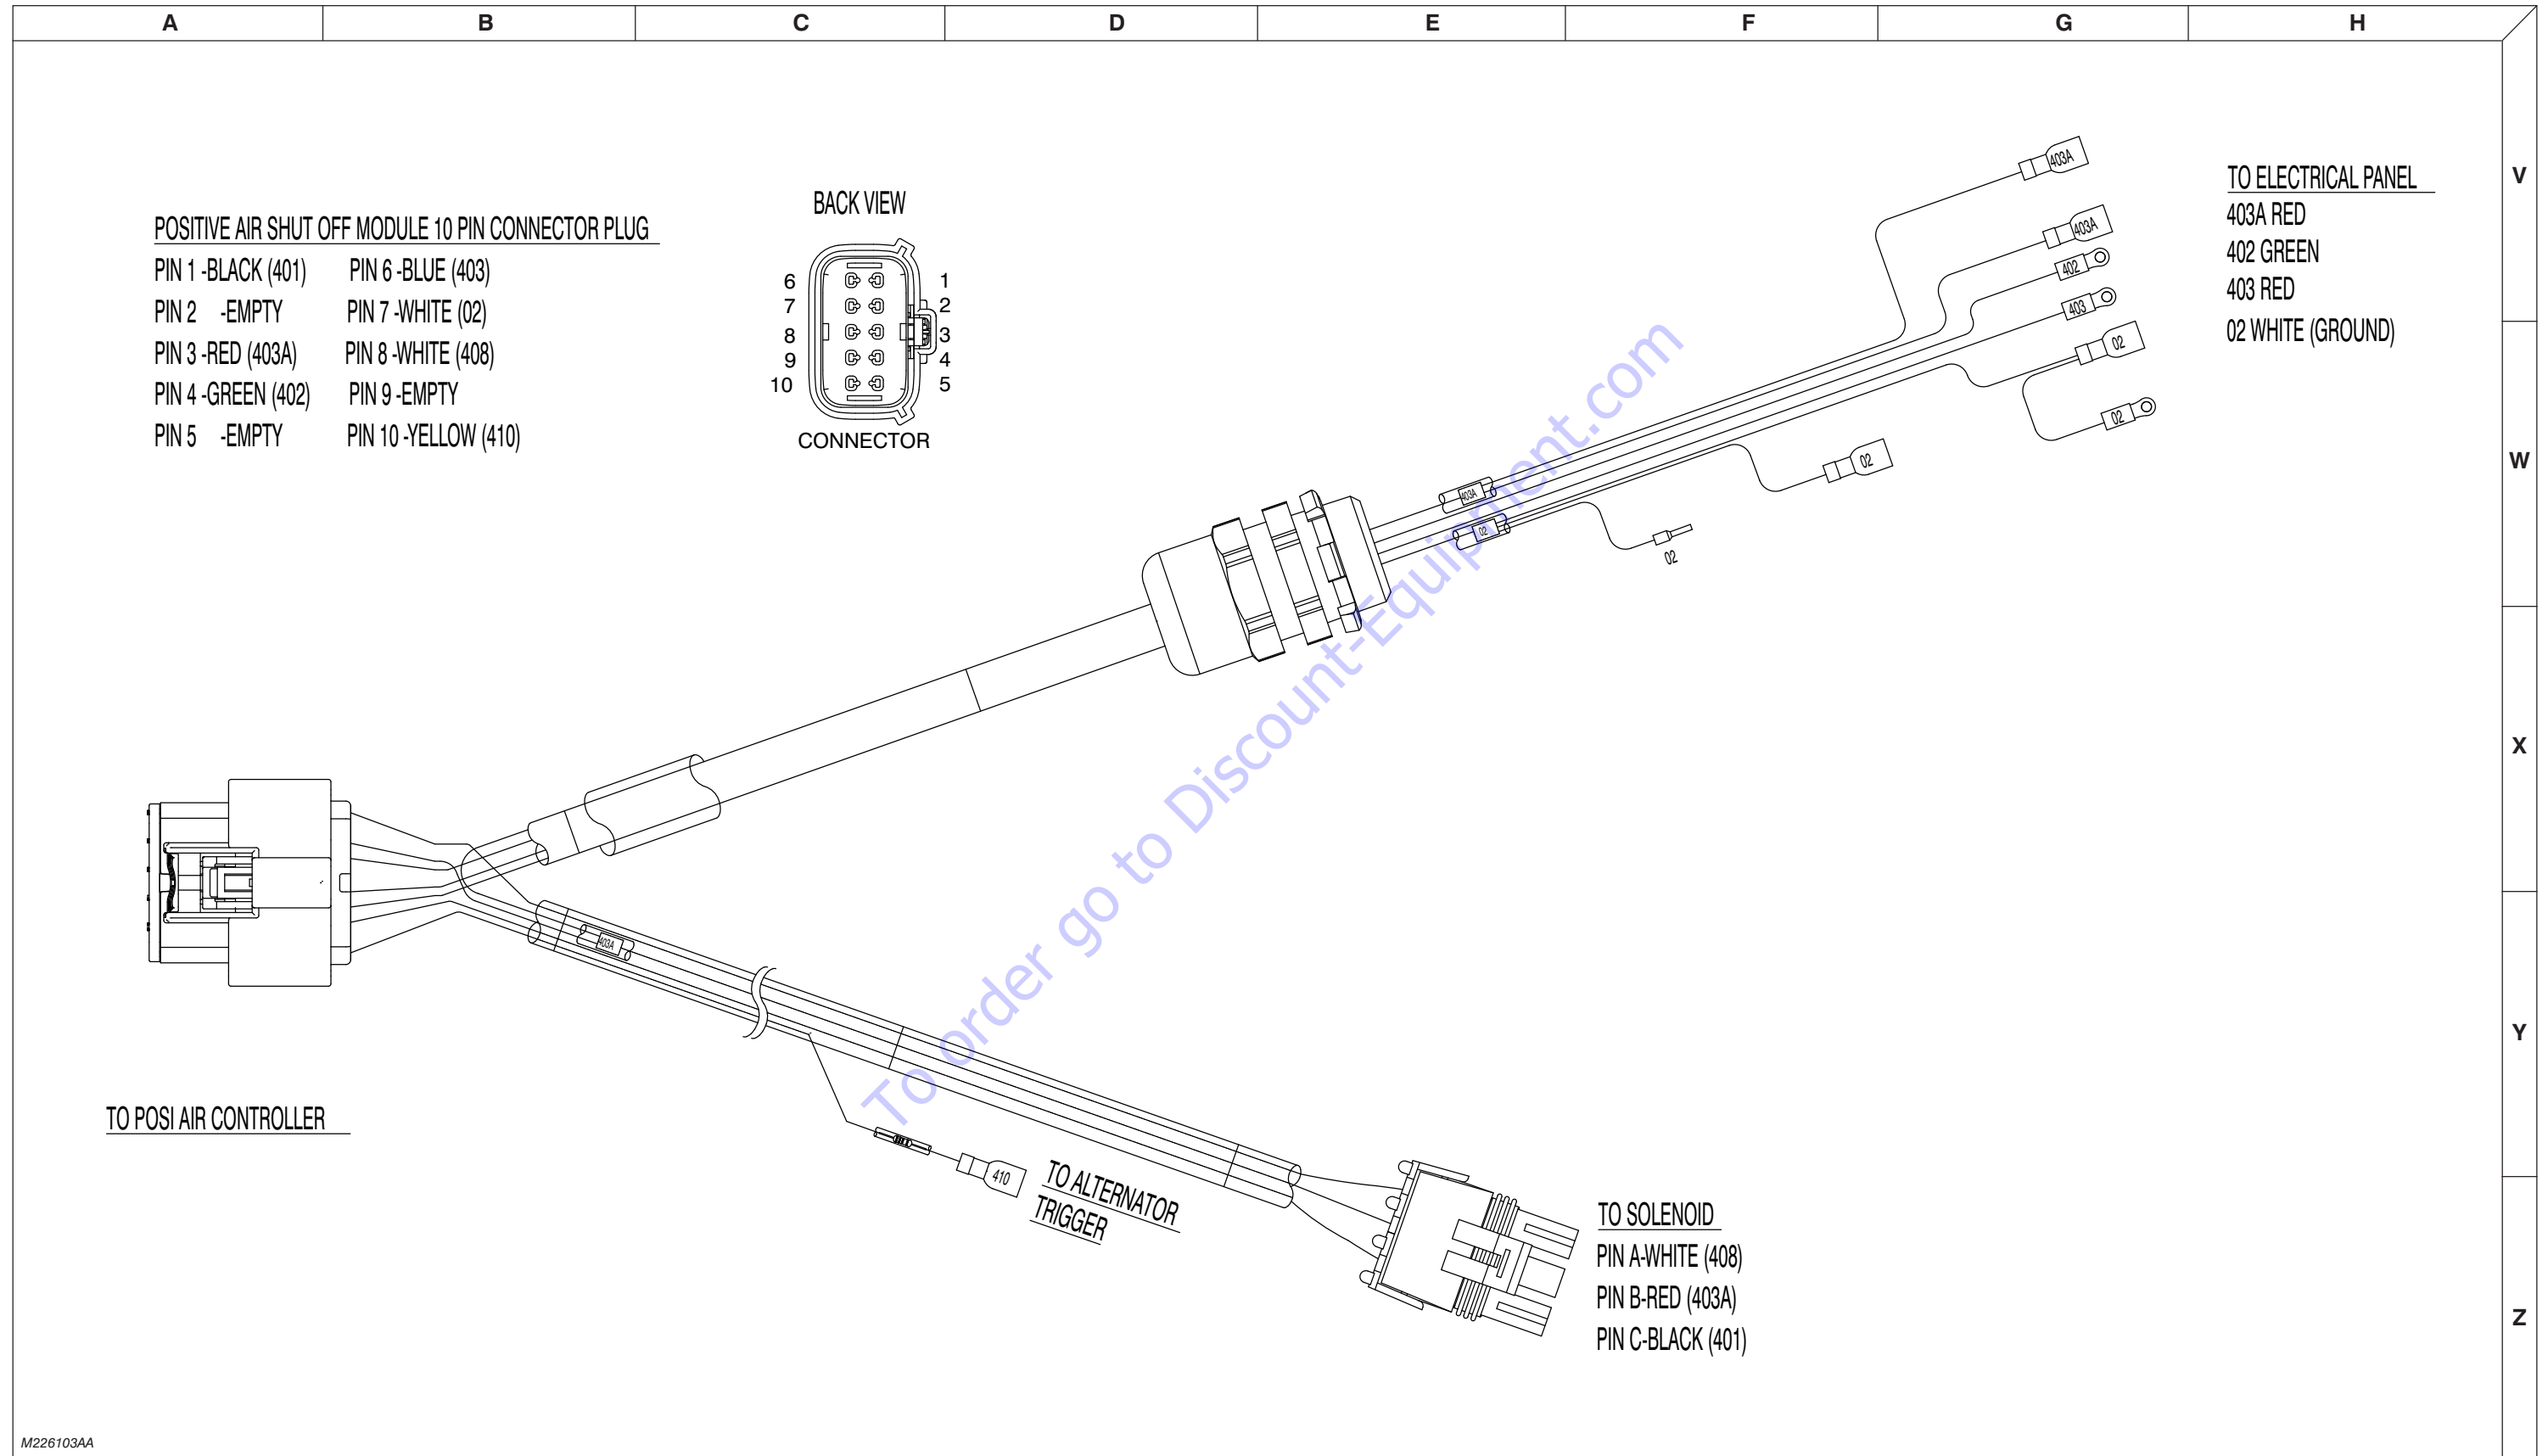 A B C D E F G H
V
W
X
Y
Z
POSITIVE AIR SHUT OFF MODULE 10 PIN CONNECTOR PLUG
PIN 1 -BLACK (401) PIN 6 -BLUE (403)
PIN 2 -EMPTY PIN 7 -WHITE (02)
PIN 3 -RED (403A) PIN 8 -WHITE (408)
PIN 4 -GREEN (402) PIN 9 -EMPTY
PIN 5 -EMPTY PIN 10 -YELLOW (410)
BACK VIEW
6 1
7 2
8 3
9 4
10 5
CONNECTOR
403A
403A
402
403
02
02
02
02
403A
02
TO ELECTRICAL PANEL
403A RED
402 GREEN
403 RED
02 WHITE (GROUND)
403A
TO POSI AIR CONTROLLER
410
TO ALTERNATOR
TRIGGER
TO SOLENOID
PIN A-WHITE (408)
PIN B-RED (403A)
PIN C-BLACK (401)
To order go to Discount-Equipment.com
M226103AA